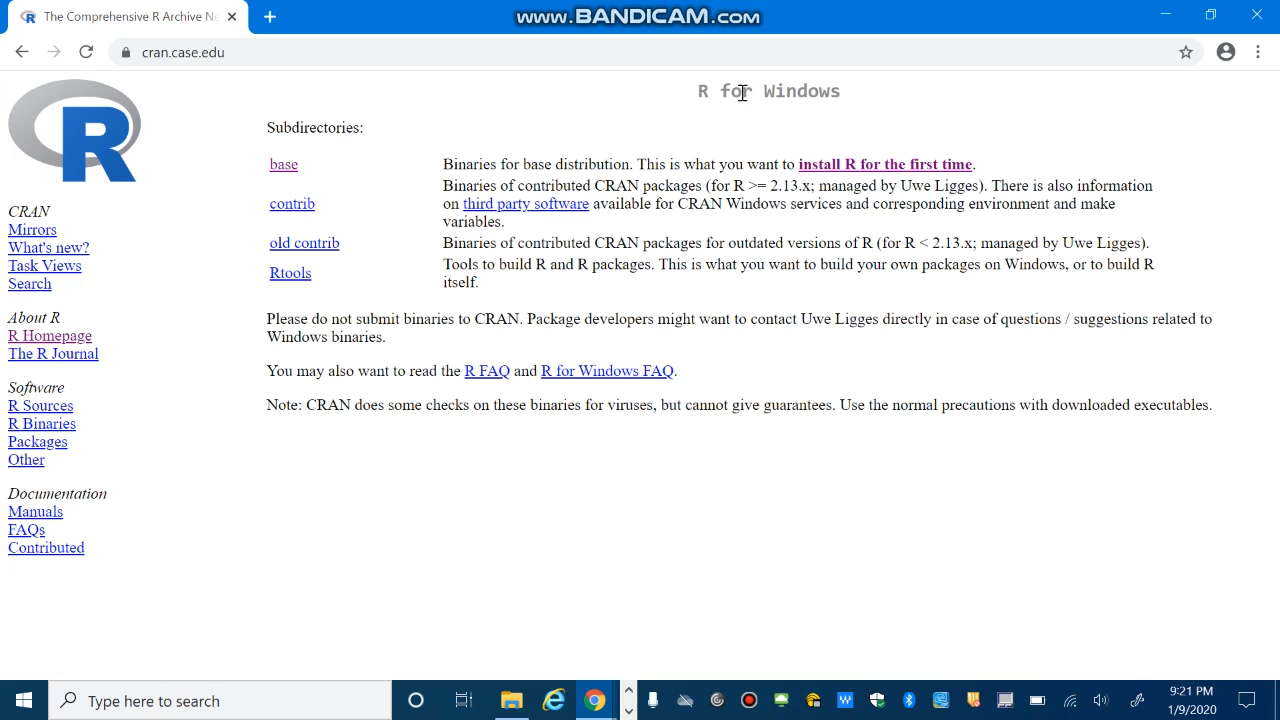 The Comprehensive R Archive Ne
www.BANDICAM.com
cran.case.edu
R
R for Windows
Subdirectories:
base
Binaries for base distribution. This is what you want to install R for the first time.
contrib
Binaries of contributed CRAN packages (for R >= 2.13.x; managed by Uwe Ligges). There is also information
on third party software available for CRAN Windows services and corresponding environment and make
variables.
old contrib
Binaries of contributed CRAN packages for outdated versions of R (for R < 2.13.x; managed by Uwe Ligges).
Rtools
Tools to build R and R packages. This is what you want to build your own packages on Windows, or to build R
itself.
Please do not submit binaries to CRAN. Package developers might want to contact Uwe Ligges directly in case of questions / suggestions related to
Windows binaries.
You may also want to read the R FAQ and R for Windows FAQ.
Note: CRAN does some checks on these binaries for viruses, but cannot give guarantees. Use the normal precautions with downloaded executables.
CRAN
Mirrors
What's new?
Task Views
Search
About R
R Homepage
The R Journal
Software
R Sources
R Binaries
Packages
Other
Documentation
Manuals
FAQs
Contributed
Type here to search
9:21 PM
1/9/2020